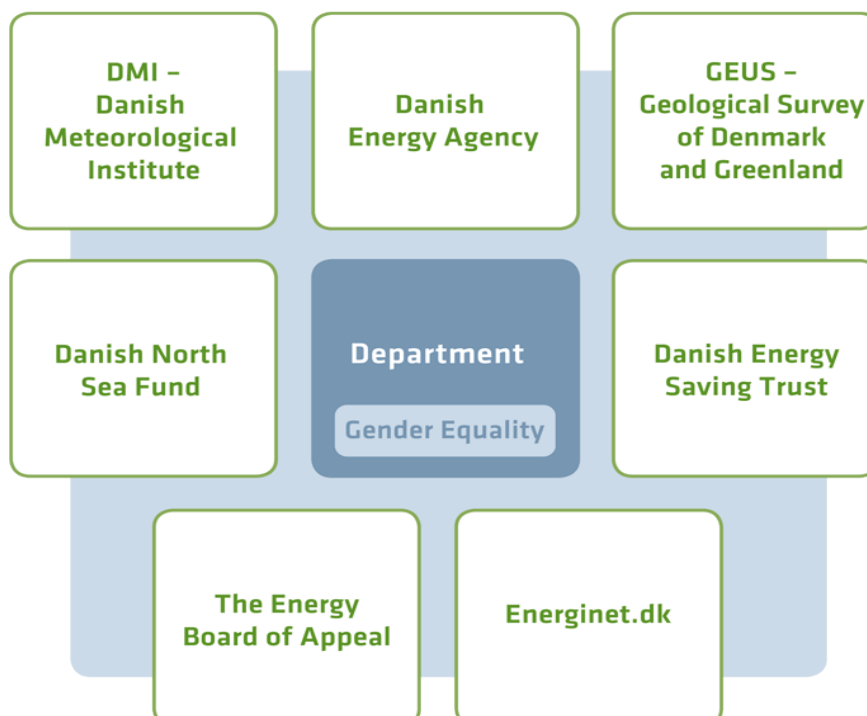 DMI –
Danish
Meteorological
Institute
Danish
Energy Agency
GEUS –
Geological Survey
of Denmark
and Greenland
Danish North
Sea Fund
Department
Gender Equality
Danish Energy
Saving Trust
The Energy
Board of Appeal
Energinet.dk